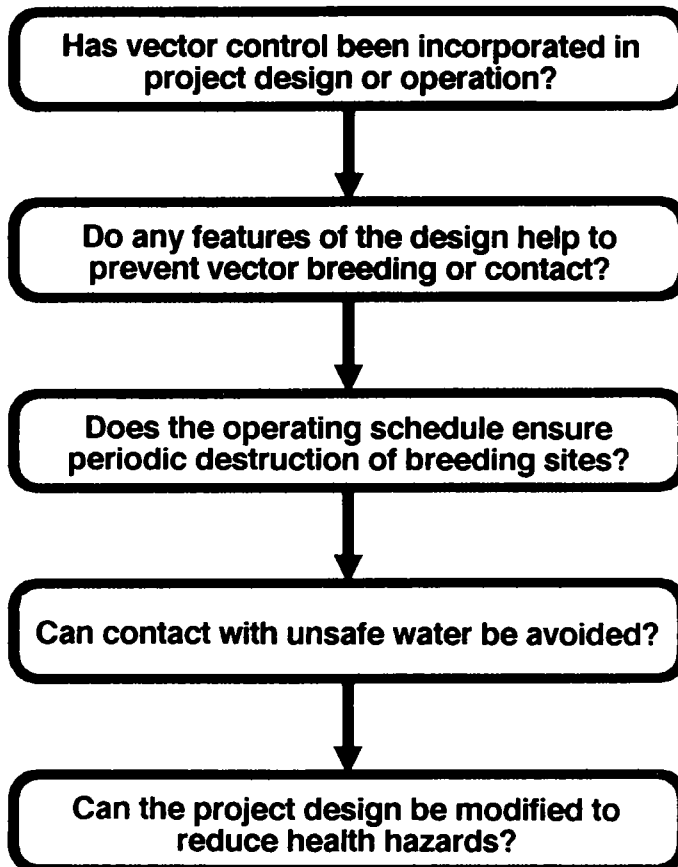 Has vector control been incorporated in
project design or operation?
Do any features of the design help to
prevent vector breeding or contact?
Does the operating schedule ensure
periodic destruction of breeding sites?
Can contact with unsafe water be avoided?
Can the project design be modified to
reduce health hazards?